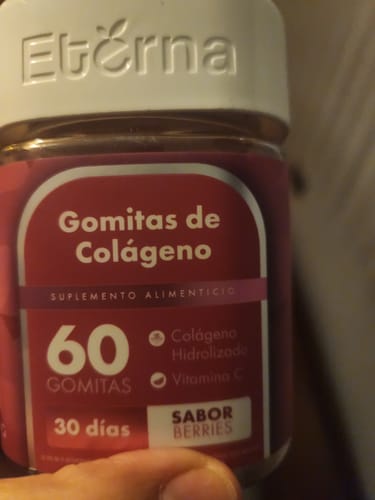 Eterna
Gomitas de
Colágeno
SUPLEMENTO ALIMENTICIO
60
GOMITAS
Colágeno
Hidrolizado
Vitamina C
30 días
SABOR
BERRIES